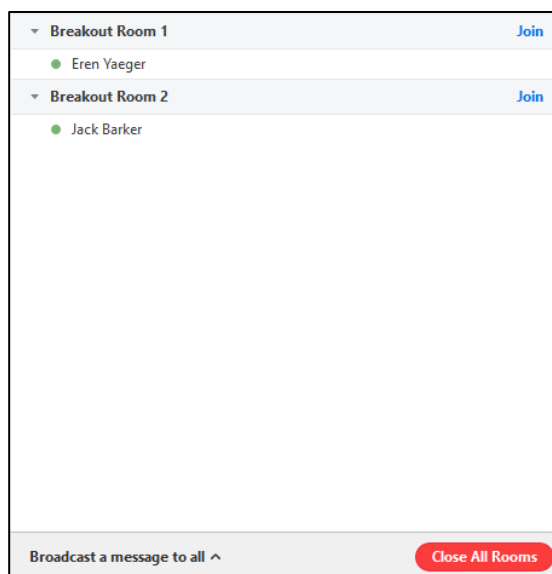 Breakout Room 1 Join
Eren Yaeger
Breakout Room 2 Join
Jack Barker
Broadcast a message to all Close All Rooms